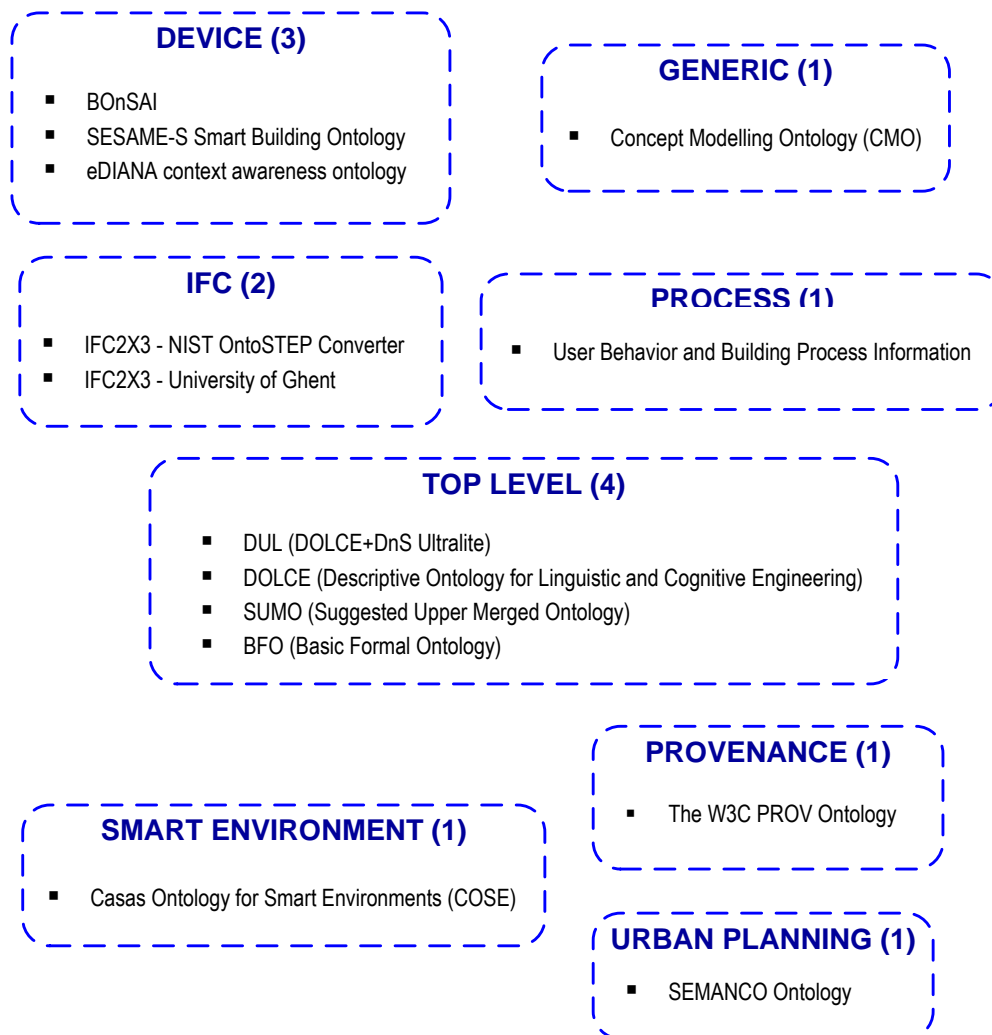 DEVICE (3)
▪ BOnSAI
▪ SESAME-S Smart Building Ontology
▪ eDIANA context awareness ontology
GENERIC (1)
▪ Concept Modelling Ontology (CMO)
IFC (2)
▪ IFC2X3 - NIST OntoSTEP Converter
▪ IFC2X3 - University of Ghent
PROCESS (1)
▪ User Behavior and Building Process Information
TOP LEVEL (4)
▪ DUL (DOLCE+DnS Ultralite)
▪ DOLCE (Descriptive Ontology for Linguistic and Cognitive Engineering)
▪ SUMO (Suggested Upper Merged Ontology)
▪ BFO (Basic Formal Ontology)
PROVENANCE (1)
▪ The W3C PROV Ontology
SMART ENVIRONMENT (1)
▪ Casas Ontology for Smart Environments (COSE)
URBAN PLANNING (1)
▪ SEMANCO Ontology